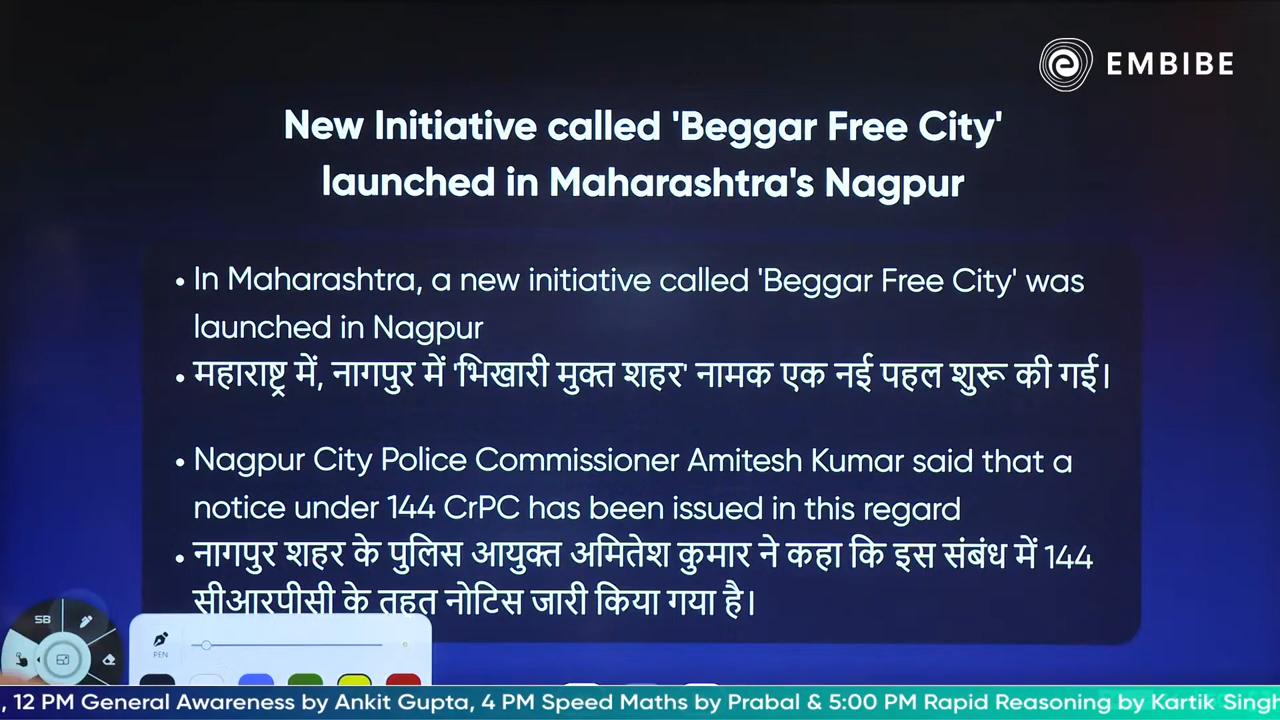 EMBIBE
New Initiative called 'Beggar Free City'
launched in Maharashtra's Nagpur
• In Maharashtra, a new initiative called 'Beggar Free City' was
launched in Nagpur
• महाराष्ट्र में, नागपुर में 'भिखारी मुक्त शहर' नामक एक नई पहल शुरू की गई।
• Nagpur City Police Commissioner Amitesh Kumar said that a
notice under 144 CrPC has been issued in this regard
• नागपुर शहर के पुलिस आयुक्त अमितेश कुमार ने कहा कि इस संबंध में 144
सीआरपीसी के तहत नोटिस जारी किया गया है।
SB
PEN
, 12 PM General Awareness by Ankit Gupta, 4 PM Speed Maths by Prabal & 5:00 PM Rapid Reasoning by Kartik Singh